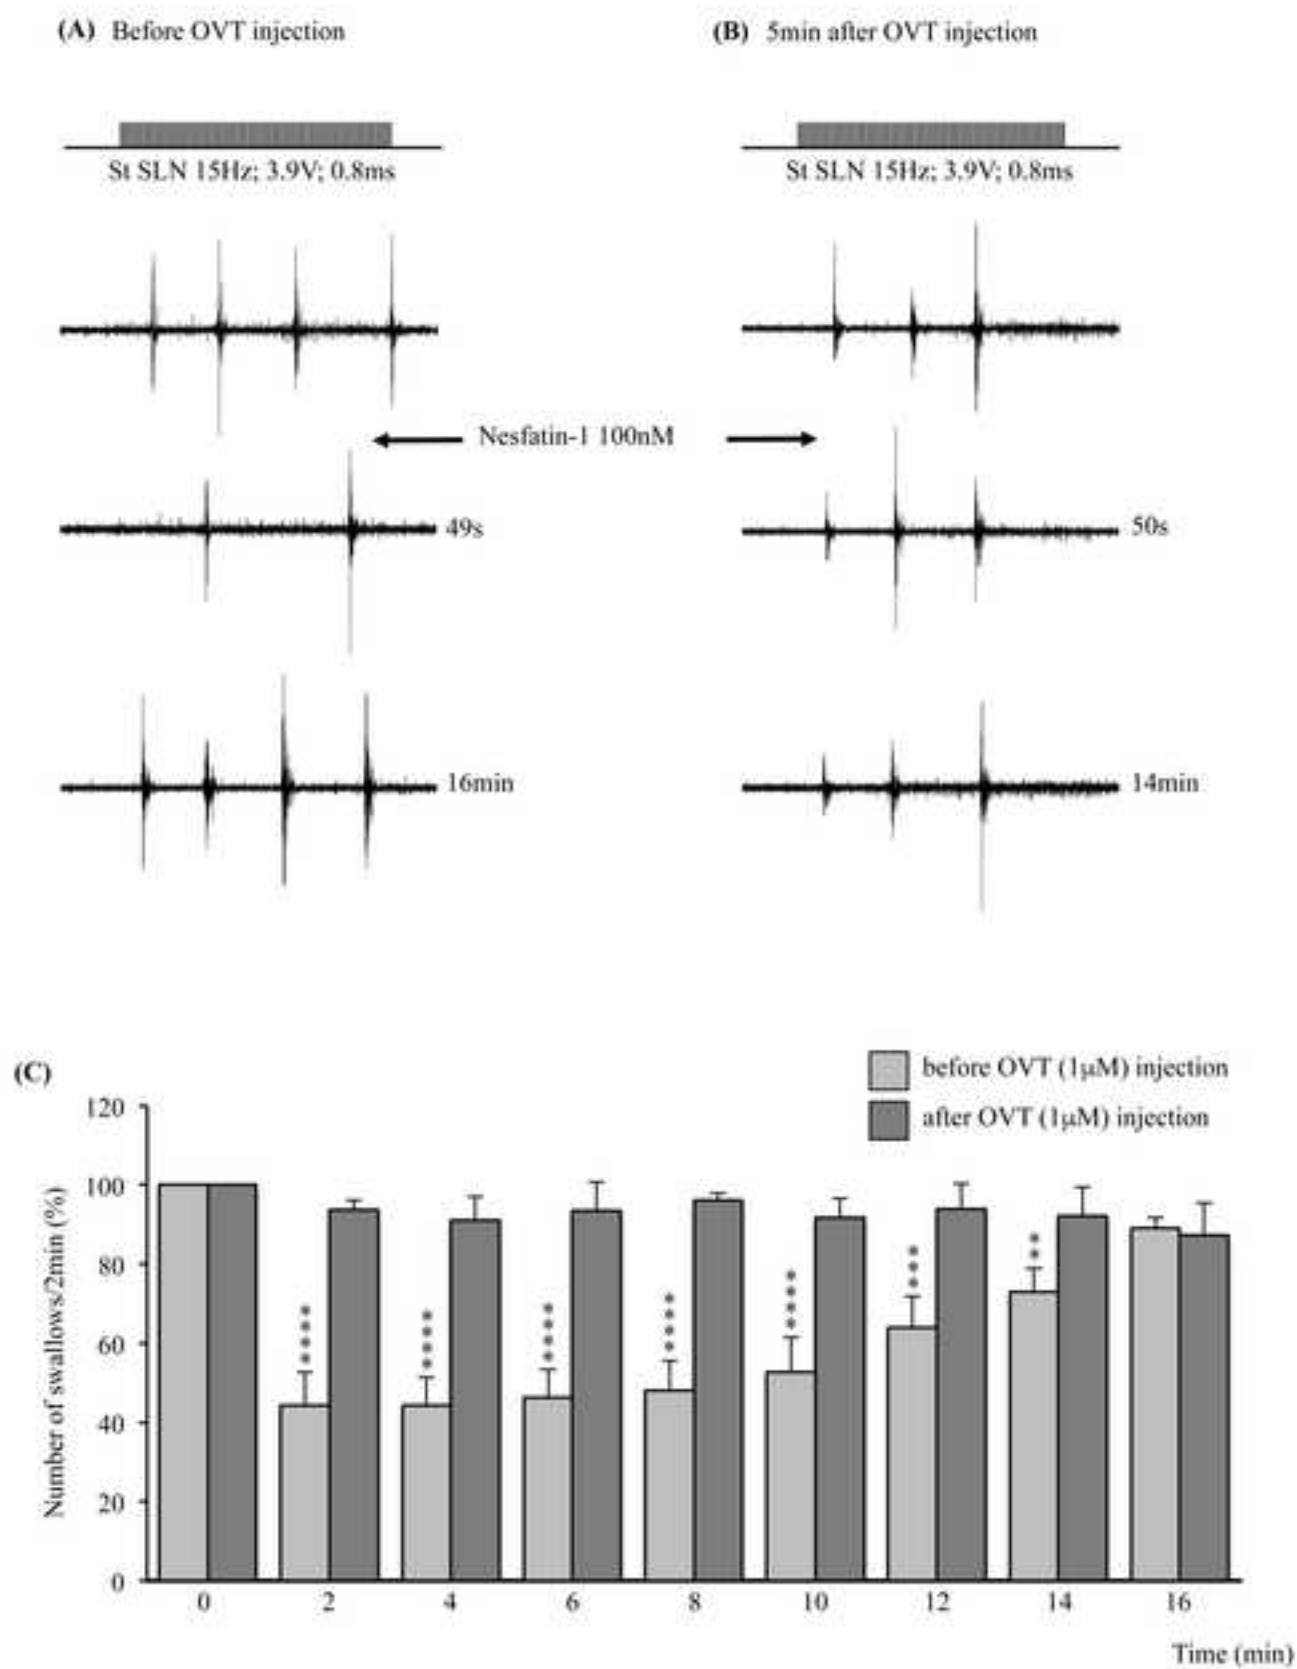 (A) Before OVT injection
(B) 5min after OVT injection
St SLN 15Hz; 3.9V; 0.8ms
St SLN 15Hz; 3.9V; 0.8ms
Nesfatin-1 100nM
49s
50s
16min
14min
(C)
before OVT (1μM) injection
after OVT (1μM) injection
Number of swallows/2min (%)
120
100
80
60
40
20
0
****
****
****
****
****
***
**
0 2 4 6 8 10 12 14 16
Time (min)